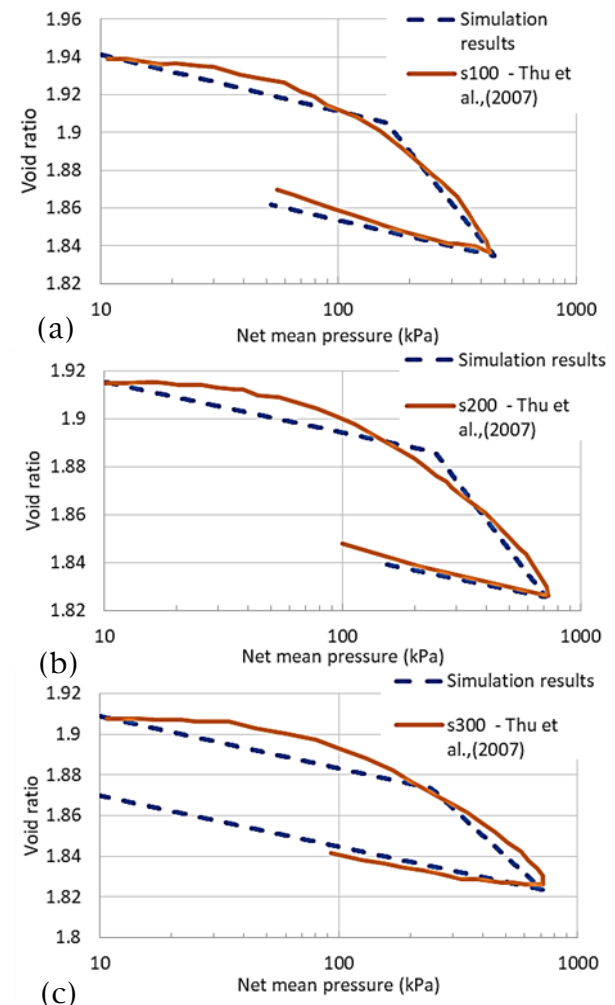 1.96
1.94
1.92
1.9
1.88
1.86
1.84
1.82
Void ratio
Simulation
results
s100 - Thu et
al.,(2007)
10
100
1000
Net mean pressure (kPa)
(a)
1.92
1.9
1.88
1.86
1.84
1.82
Void ratio
Simulation results
s200 - Thu et
al.,(2007)
10
100
1000
Net mean pressure (kPa)
(b)
1.92
1.9
1.88
1.86
1.84
1.82
1.8
Void ratio
Simulation results
s300 - Thu et
al.,(2007)
10
100
1000
Net mean pressure (kPa)
(c)